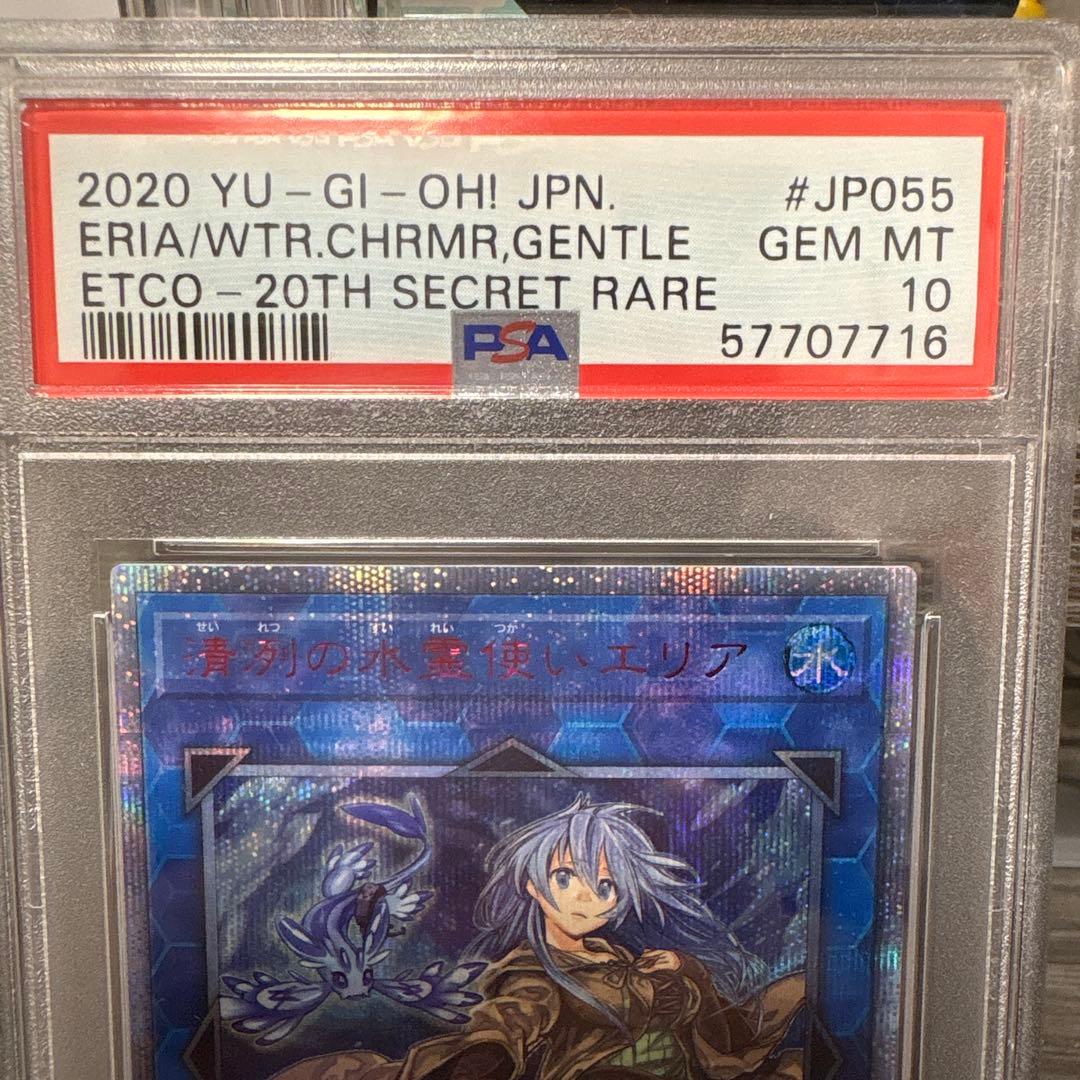 2020 YU-GI-OH! JPN. #JP055
ERIA/WTR.CHRMR,GENTLE GEM MT
ETCO-20TH SECRET RARE 10
PSA 57707716
せい れつ すい れい つか
清冽の水霊使いエリア 水